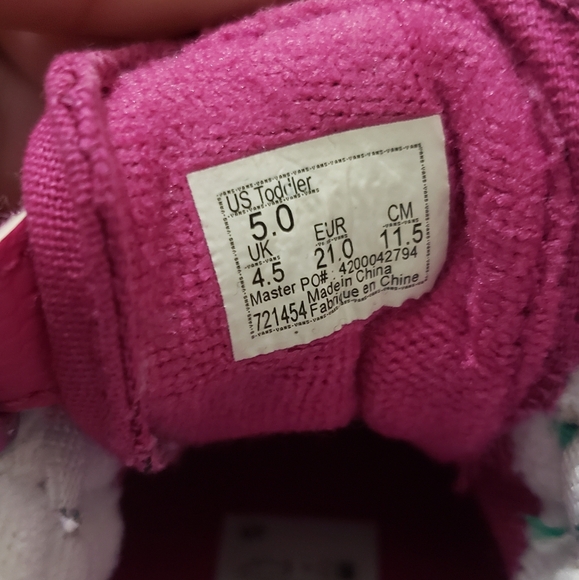 US Toddler
5.0
UK EUR CM
4.5 21.0 11.5
Master PO# : 4200042794
Made in China
721454 Fabriqué en Chine